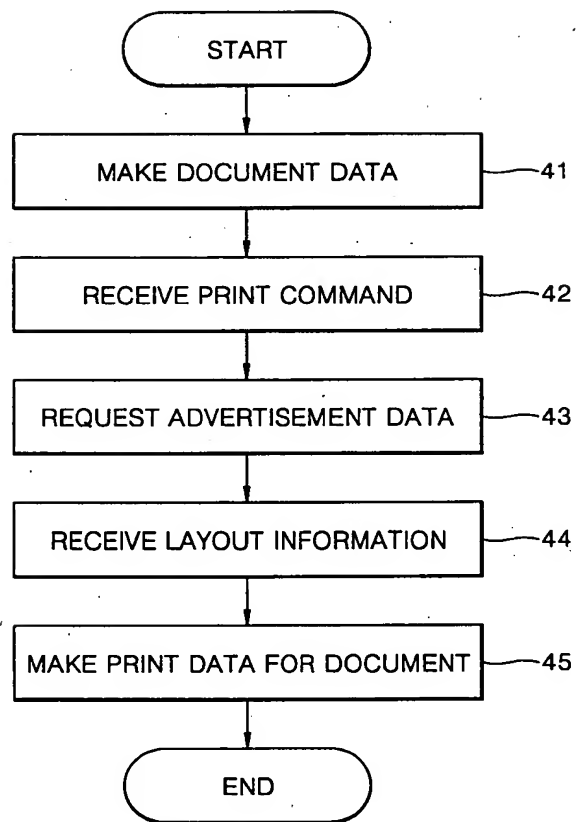 START
MAKE DOCUMENT DATA 41
RECEIVE PRINT COMMAND 42
REQUEST ADVERTISEMENT DATA 43
RECEIVE LAYOUT INFORMATION 44
MAKE PRINT DATA FOR DOCUMENT 45
END